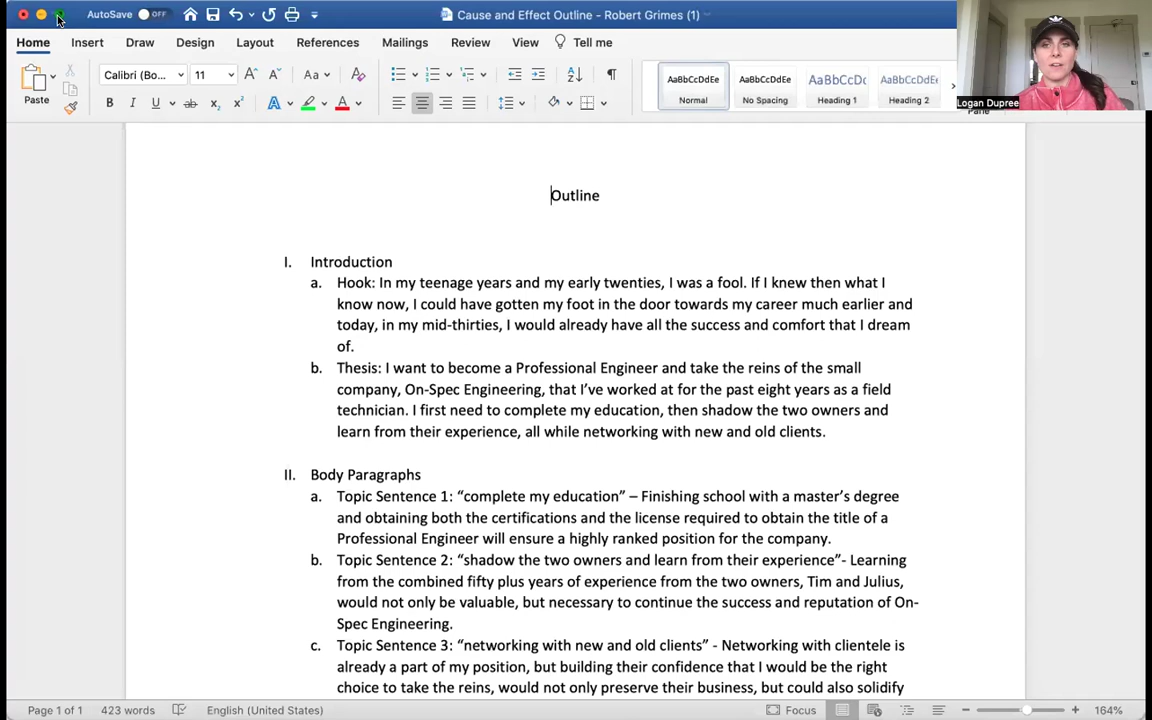 AutoSave OFF
Cause and Effect Outline - Robert Grimes (1)
Home Insert Draw Design Layout References Mailings Review View Tell me
Paste
Calibri (Bo... 11
AaBbCcDdEe Normal
AaBbCcDdEe No Spacing
AaBbCcDc Heading 1
AaBbCcDdEe Heading 2
Logan Dupree
Outline
I. Introduction
a. Hook: In my teenage years and my early twenties, I was a fool. If I knew then what I
know now, I could have gotten my foot in the door towards my career much earlier and
today, in my mid-thirties, I would already have all the success and comfort that I dream
of.
b. Thesis: I want to become a Professional Engineer and take the reins of the small
company, On-Spec Engineering, that I've worked at for the past eight years as a field
technician. I first need to complete my education, then shadow the two owners and
learn from their experience, all while networking with new and old clients.
II. Body Paragraphs
a. Topic Sentence 1: “complete my education” – Finishing school with a master's degree
and obtaining both the certifications and the license required to obtain the title of a
Professional Engineer will ensure a highly ranked position for the company.
b. Topic Sentence 2: “shadow the two owners and learn from their experience”- Learning
from the combined fifty plus years of experience from the two owners, Tim and Julius,
would not only be valuable, but necessary to continue the success and reputation of On-
Spec Engineering.
c. Topic Sentence 3: “networking with new and old clients” - Networking with clientele is
already a part of my position, but building their confidence that I would be the right
choice to take the reins, would not only preserve their business, but could also solidify
Page 1 of 1 423 words English (United States) Focus 164%